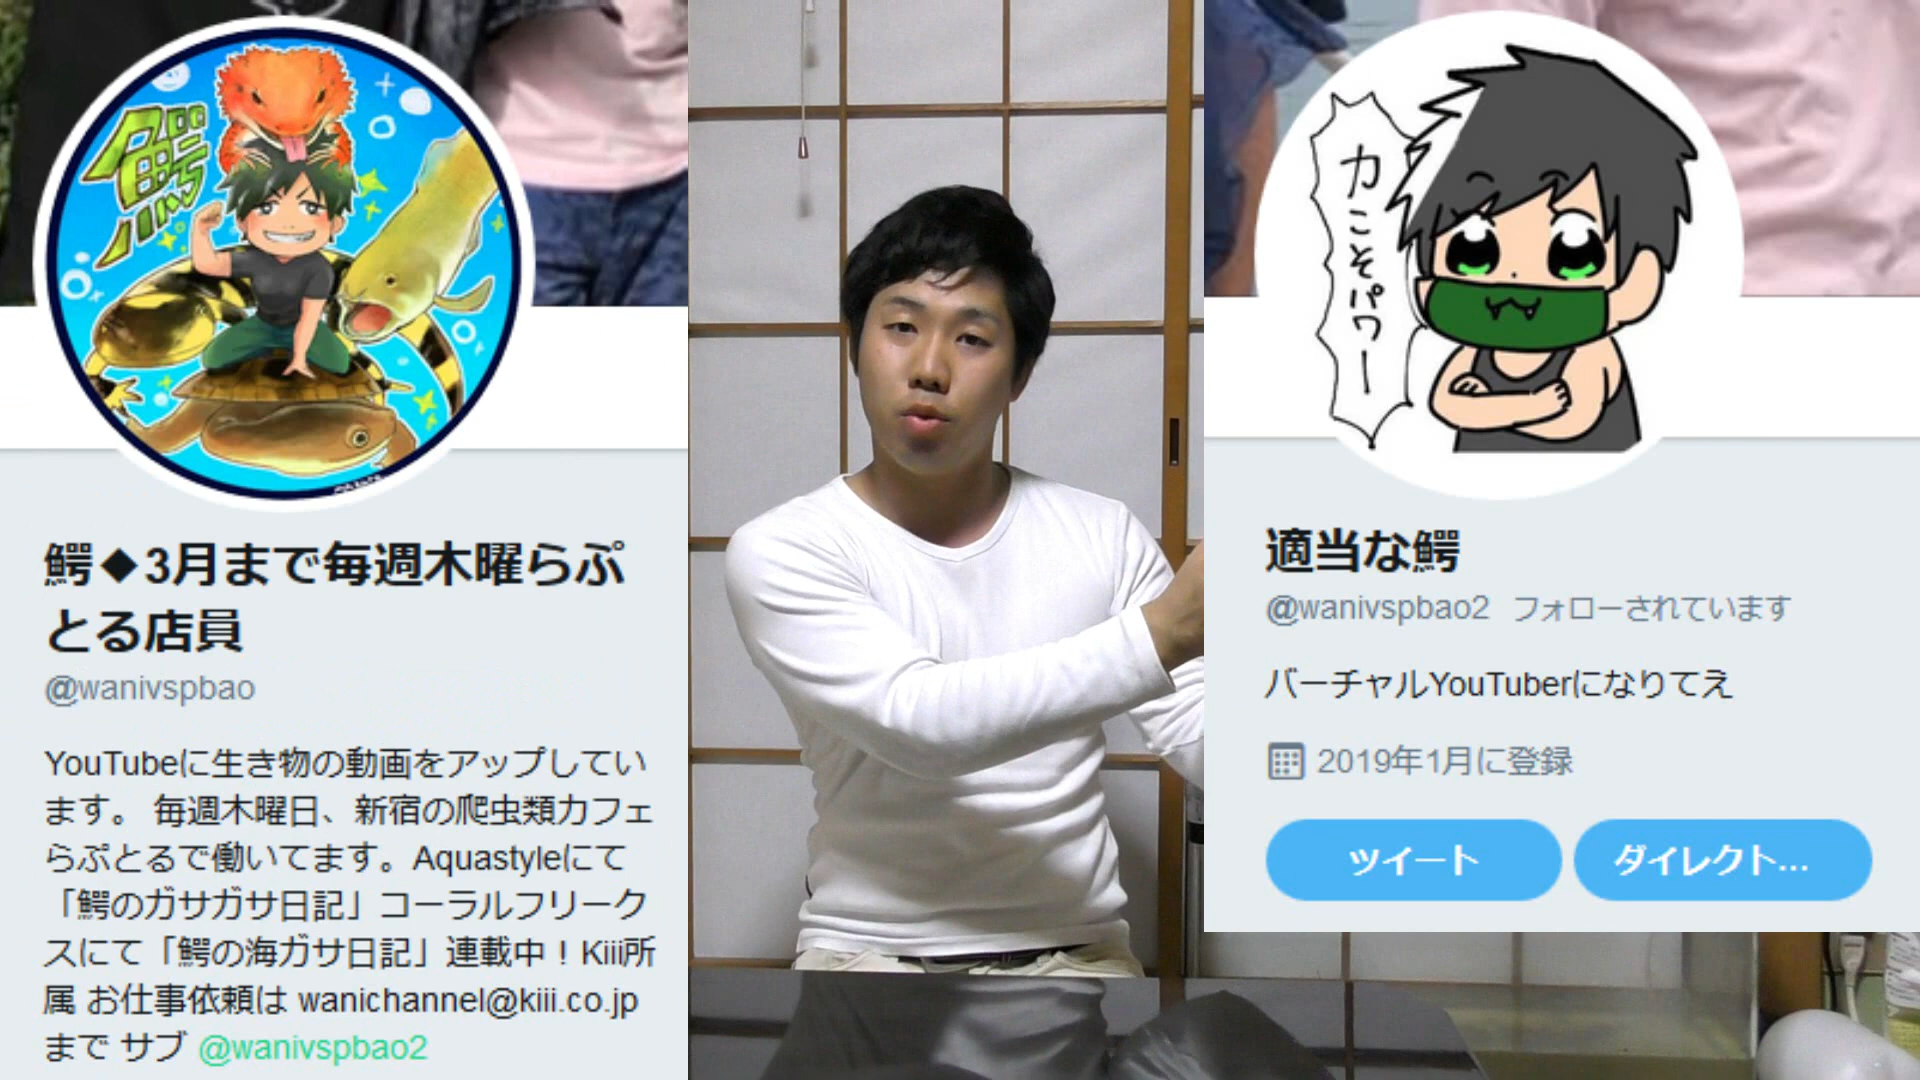 鰐
鰐◆3月まで毎週木曜らぷ
とる店員
@wanivspbao
YouTubeに生き物の動画をアップしてい
ます。 毎週木曜日、新宿の爬虫類カフェ
らぷとるで働いてます。Aquastyleにて
「鰐のガサガサ日記」コーラルフリーク
スにて「鰐の海ガサ日記」連載中！Kiii所
属 お仕事依頼は wanichannel@kiii.co.jp
まで サブ @wanivspbao2
力こそパワー
適当な鰐
@wanivspbao2 フォローされています
バーチャルYouTuberになりてえ
2019年1月に登録
ツイート
ダイレクト...